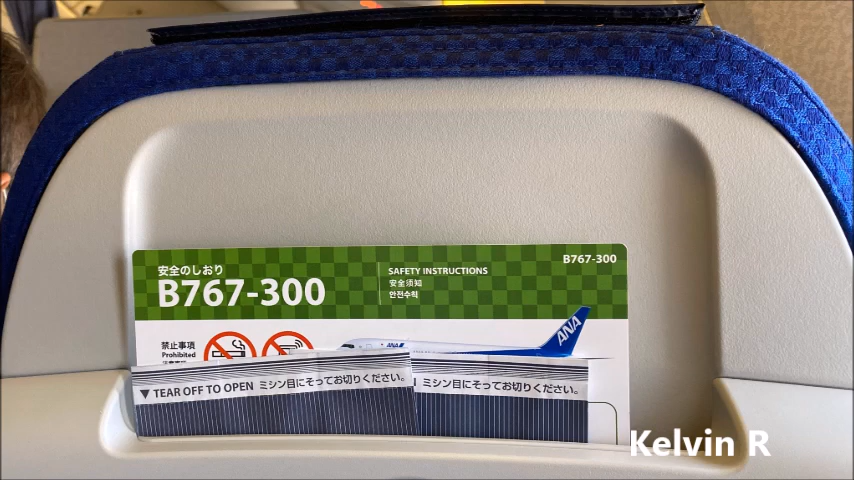 安全のしおり
B767-300
SAFETY INSTRUCTIONS
安全须知
안전수칙
B767-300
ANA
ANA
禁止事項
Prohibited
▼ TEAR OFF TO OPEN ミシン目にそってお切りください。
ミシン目にそってお切りください。
Kelvin R